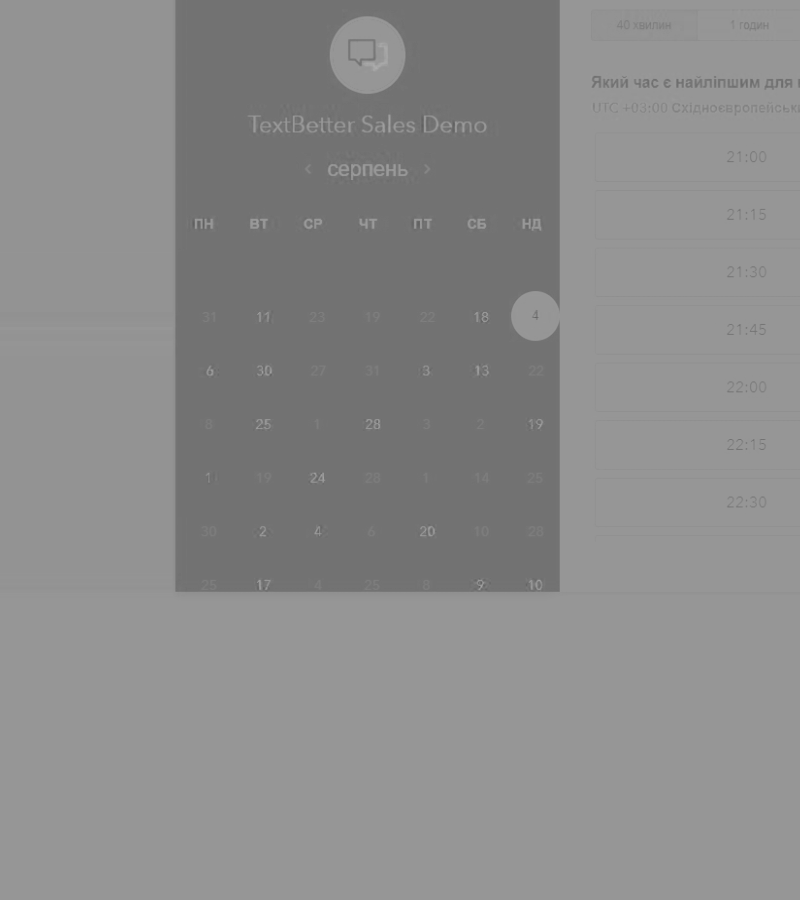 40 хвилин 1 годин
TextBetter Sales Demo
серпень
ПН ВТ СР ЧТ ПТ СБ НД
31 11 23 19 22 18 4
6 30 27 31 3 13 22
8 25 1 28 3 2 19
1 19 24 28 1 14 25
30 2 4 6 20 10 28
25 17 4 25 8 9 10
Який час є найліпшим для
UTC +03:00 Східноєвропейськ
21:00
21:15
21:30
21:45
22:00
22:15
22:30